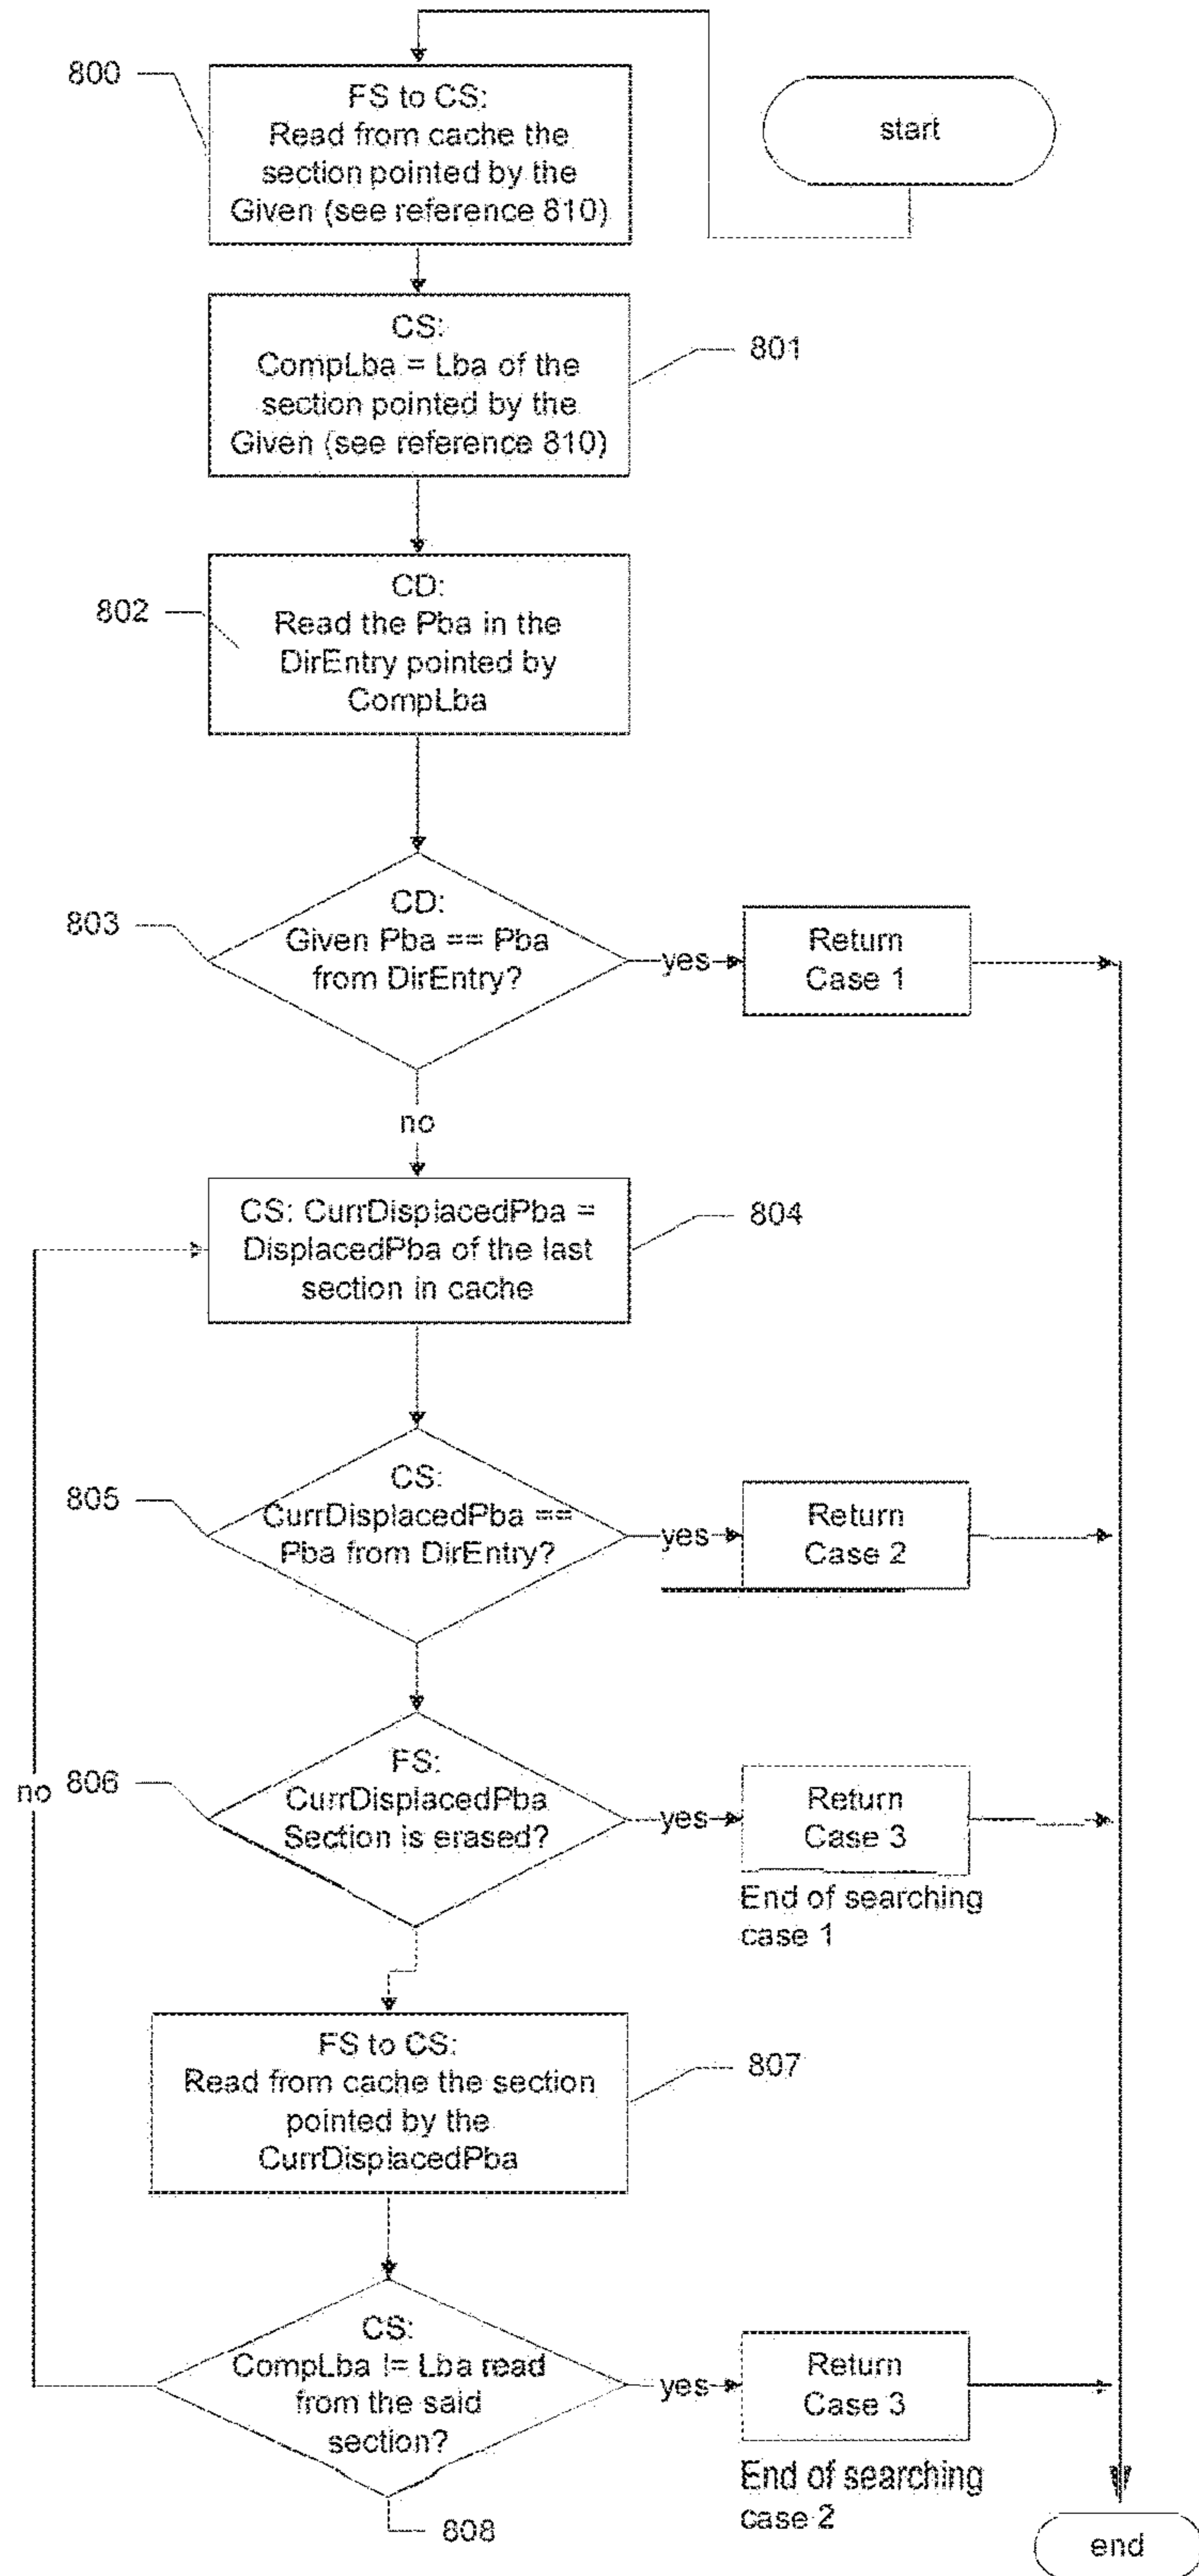 800
FS to CS:
Read from cache the
section pointed by the
Given (see reference 810)
start
CS:
CompLba = Lba of the
section pointed by the
Given (see reference 810)
801
802
CD:
Read the Pba in the
DirEntry pointed by
CompLba
803
CD:
Given Pba == Pba
from DirEntry?
yes
Return
Case 1
no
CS: CurrDisplacedPba =
DisplacedPba of the last
section in cache
804
805
CS:
CurrDisplacedPba ==
Pba from DirEntry?
yes
Return
Case 2
no
806
FS:
CurrDisplacedPba
Section is erased?
yes
Return
Case 3
End of searching
case 1
FS to CS:
Read from cache the section
pointed by the
CurrDisplacedPba
807
CS:
CompLba != Lba read
from the said
section?
yes
Return
Case 3
End of searching
case 2
808
end